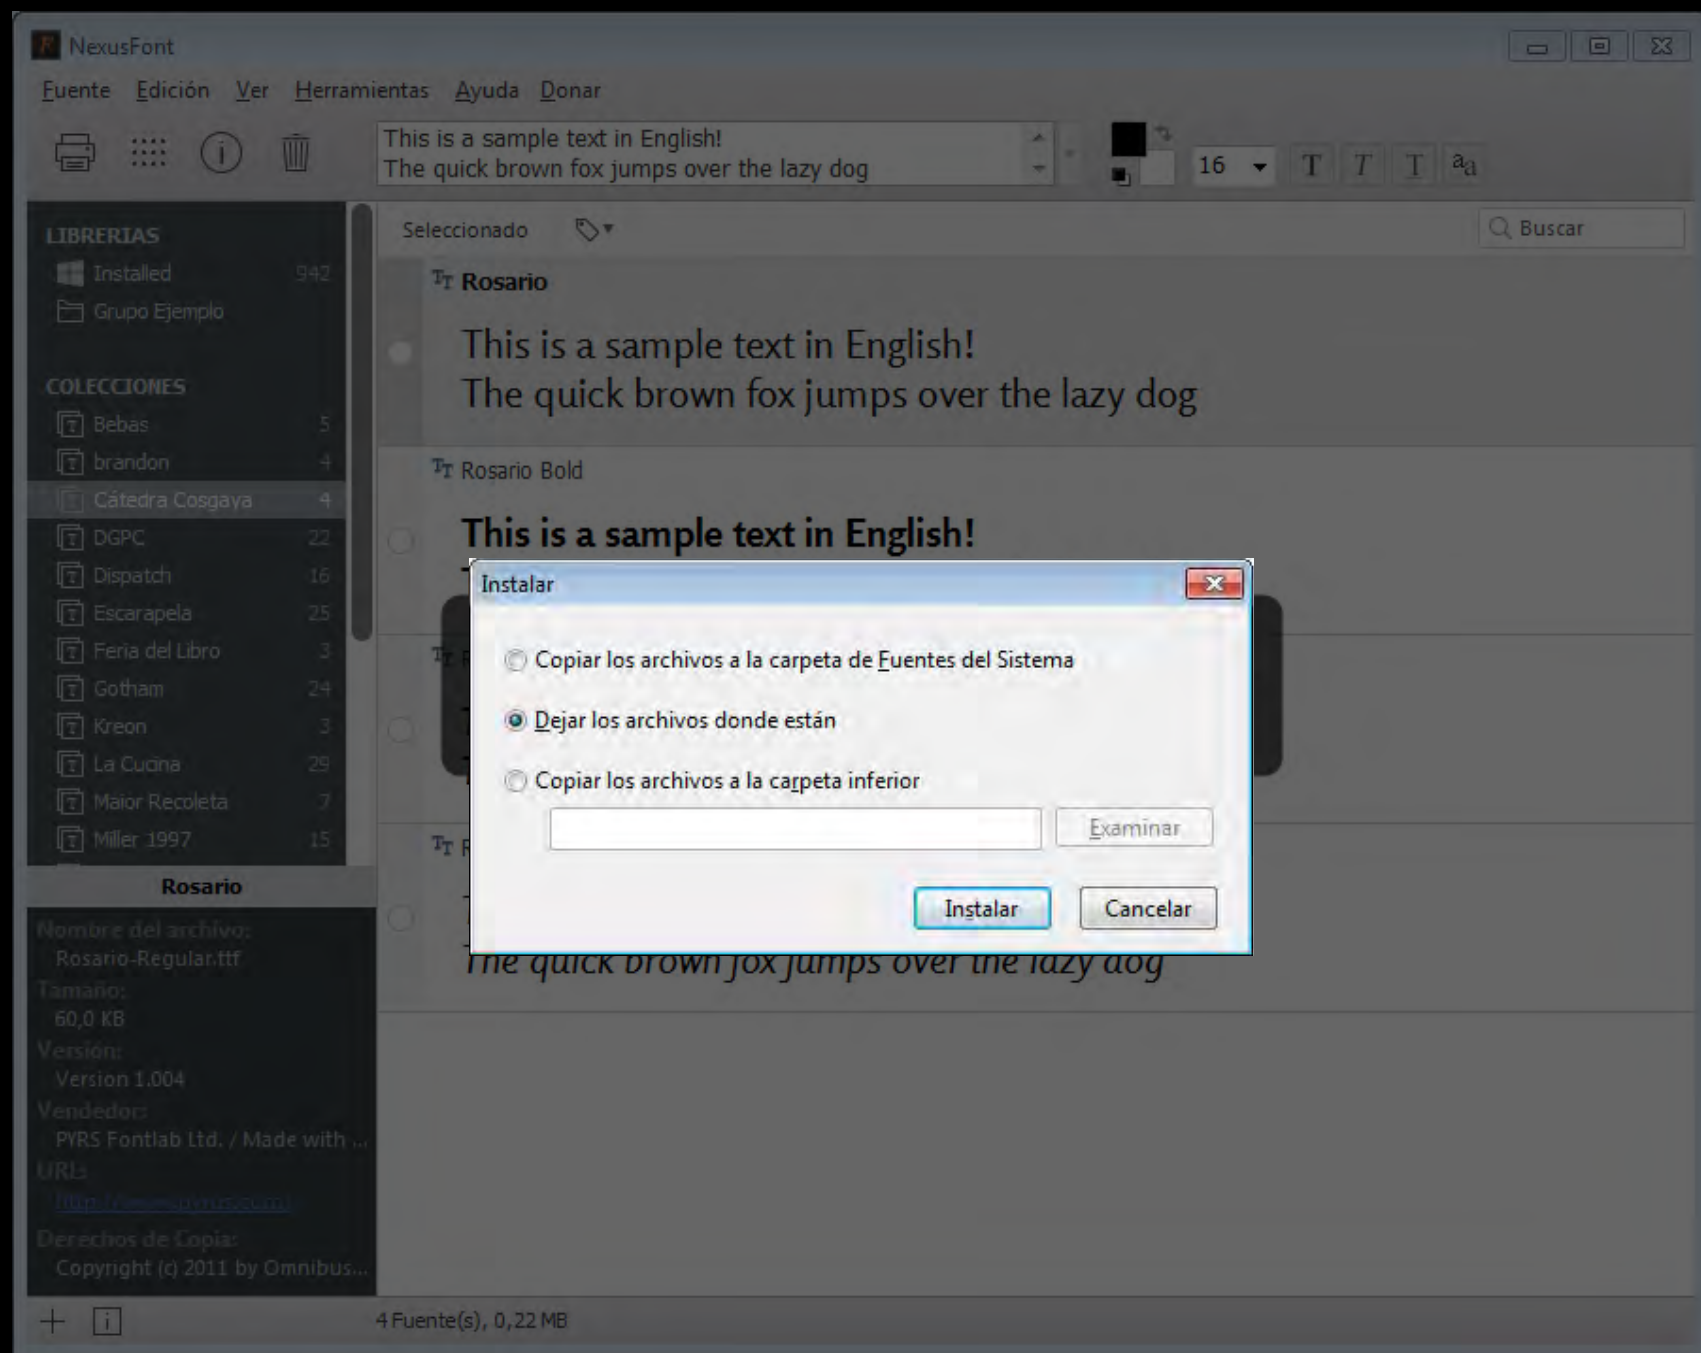 NexusFont
Fuente Edición Ver Herramientas Ayuda Donar
This is a sample text in English!
The quick brown fox jumps over the lazy dog
16
T T T aa
LIBRERIAS
Installed 942
Grupo Ejemplo
COLECCIONES
Bebas 5
brandon 4
Cátedra Cosgaya 4
DGPC 22
Dispatch 16
Escarapela 25
Feria del Libro 3
Gotham 24
Kreon 3
La Cucina 29
Maior Recoleta 7
Miller 1997 15
Rosario
Nombre del archivo:
Rosario-Regular.ttf
Tamaño:
60,0 KB
Versión:
Version 1.004
Vendedor:
PYRS Fontlab Ltd. / Made with ...
URL:
Derechos de Copia:
Copyright (c) 2011 by Omnibus...
Seleccionado
Buscar
Rosario
This is a sample text in English!
The quick brown fox jumps over the lazy dog
Rosario Bold
This is a sample text in English!
Instalar
Copiar los archivos a la carpeta de Fuentes del Sistema
Dejar los archivos donde están
Copiar los archivos a la carpeta inferior
Examinar
Instalar Cancelar
The quick brown fox jumps over the lazy dog
4 Fuente(s), 0,22 MB